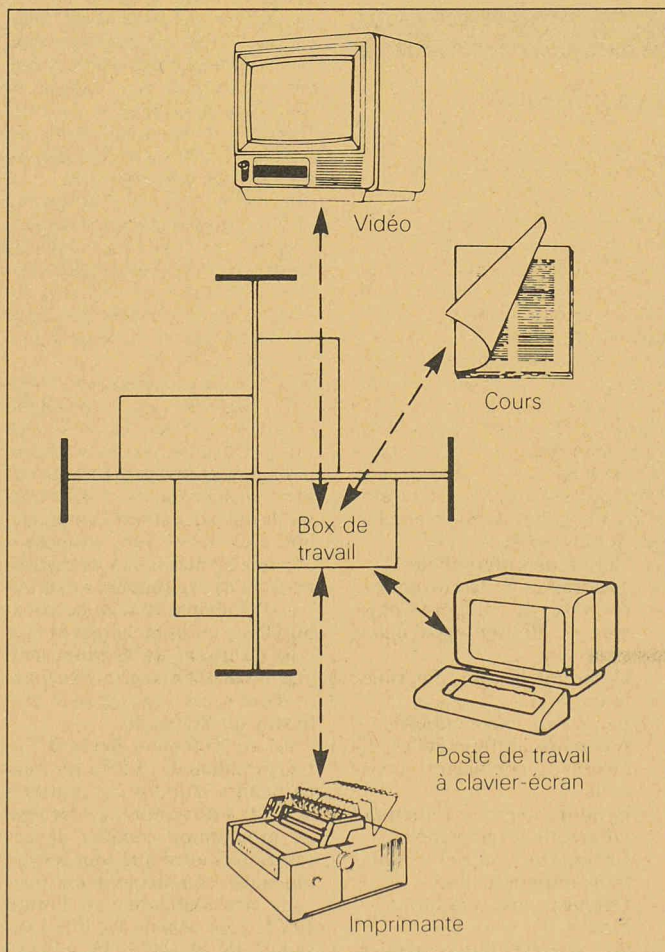 Vidéo
Cours
Box de
travail
Poste de travail
à clavier-écran
Imprimante